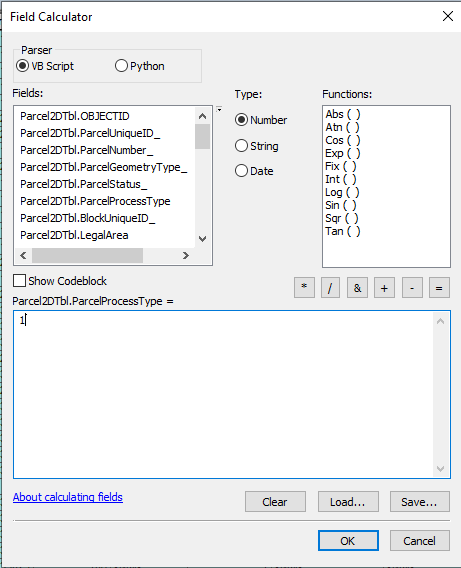 Field Calculator
Parser
VB Script
Python
Fields:
Type:
Functions:
Parcel2DTbl.OBJECTID
Parcel2DTbl.ParcelUniqueID_
Parcel2DTbl.ParcelNumber_
Parcel2DTbl.ParcelGeometryType_
Parcel2DTbl.ParcelStatus_
Parcel2DTbl.ParcelProcessType
Parcel2DTbl.BlockUniqueID_
Parcel2DTbl.LegalArea
Number
String
Date
Abs ( )
Atn ( )
Cos ( )
Exp ( )
Fix ( )
Int ( )
Log ( )
Sin ( )
Sqr ( )
Tan ( )
Show Codeblock
* / & + - =
Parcel2DTbl.ParcelProcessType =
1
About calculating fields
Clear
Load...
Save...
OK
Cancel